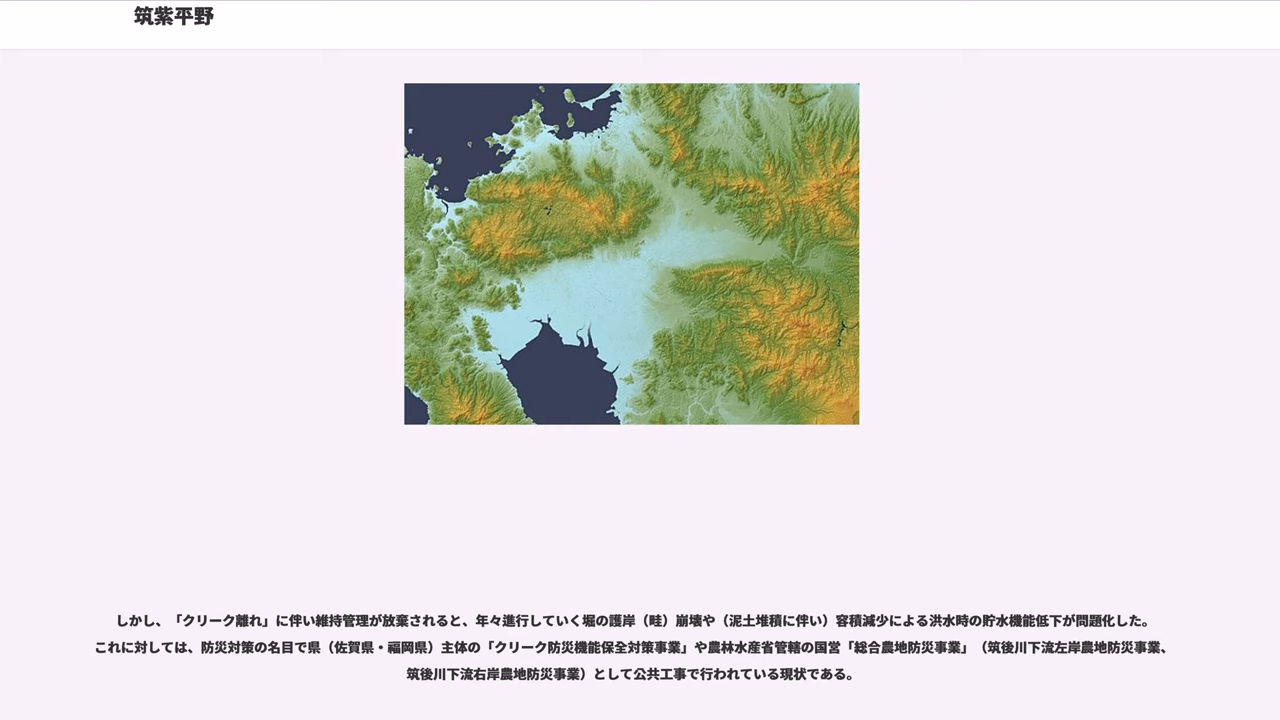 筑紫平野
しかし、「クリーク離れ」に伴い維持管理が放棄されると、年々進行していく堀の護岸（畦）崩壊や（泥土堆積に伴い）容積減少による洪水時の貯水機能低下が問題化した。
これに対しては、防災対策の名目で県（佐賀県・福岡県）主体の「クリーク防災機能保全対策事業」や農林水産省管轄の国営「総合農地防災事業」（筑後川下流左岸農地防災事業、
筑後川下流右岸農地防災事業）として公共工事で行われている現状である。